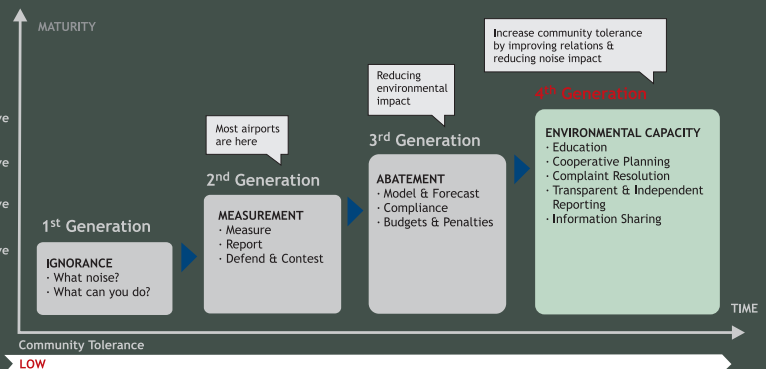 MATURITY
Increase community tolerance
by improving relations &
reducing noise impact
Reducing
environmental
impact
4th Generation
Most airports
are here
3rd Generation
ENVIRONMENTAL CAPACITY
· Education
· Cooperative Planning
· Complaint Resolution
· Transparent & Independent
Reporting
· Information Sharing
2nd Generation
ABATEMENT
· Model & Forecast
· Compliance
· Budgets & Penalties
1st Generation
MEASUREMENT
· Measure
· Report
· Defend & Contest
IGNORANCE
· What noise?
· What can you do?
TIME
Community Tolerance
LOW